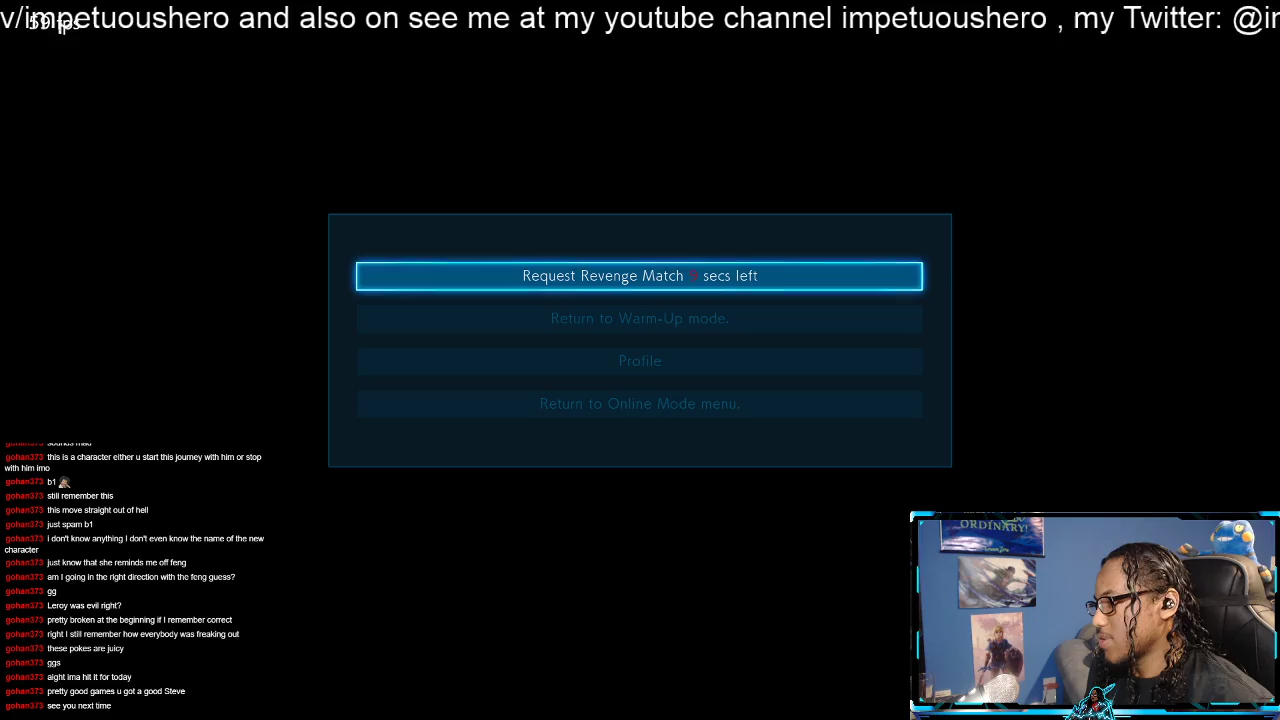 v/impetuoushero and also on see me at my youtube channel impetuoushero , my Twitter: @i
59 fps
Request Revenge Match secs left
Return to Warm-Up mode.
Profile
Return to Online Mode menu.
gohan373 sounds mad
gohan373 this is a character either u start this journey with him or stop
with him imo
gohan373 b1
gohan373 still remember this
gohan373 this move straight out of hell
gohan373 just spam b1
gohan373 i don't know anything I don't even know the name of the new
character
gohan373 just know that she reminds me off feng
gohan373 am I going in the right direction with the feng guess?
gohan373 gg
gohan373 Leroy was evil right?
gohan373 pretty broken at the beginning if I remember correct
gohan373 right I still remember how everybody was freaking out
gohan373 these pokes are juicy
gohan373 ggs
gohan373 aight ima hit it for today
gohan373 pretty good games u got a good Steve
gohan373 see you next time
ORDINARY!